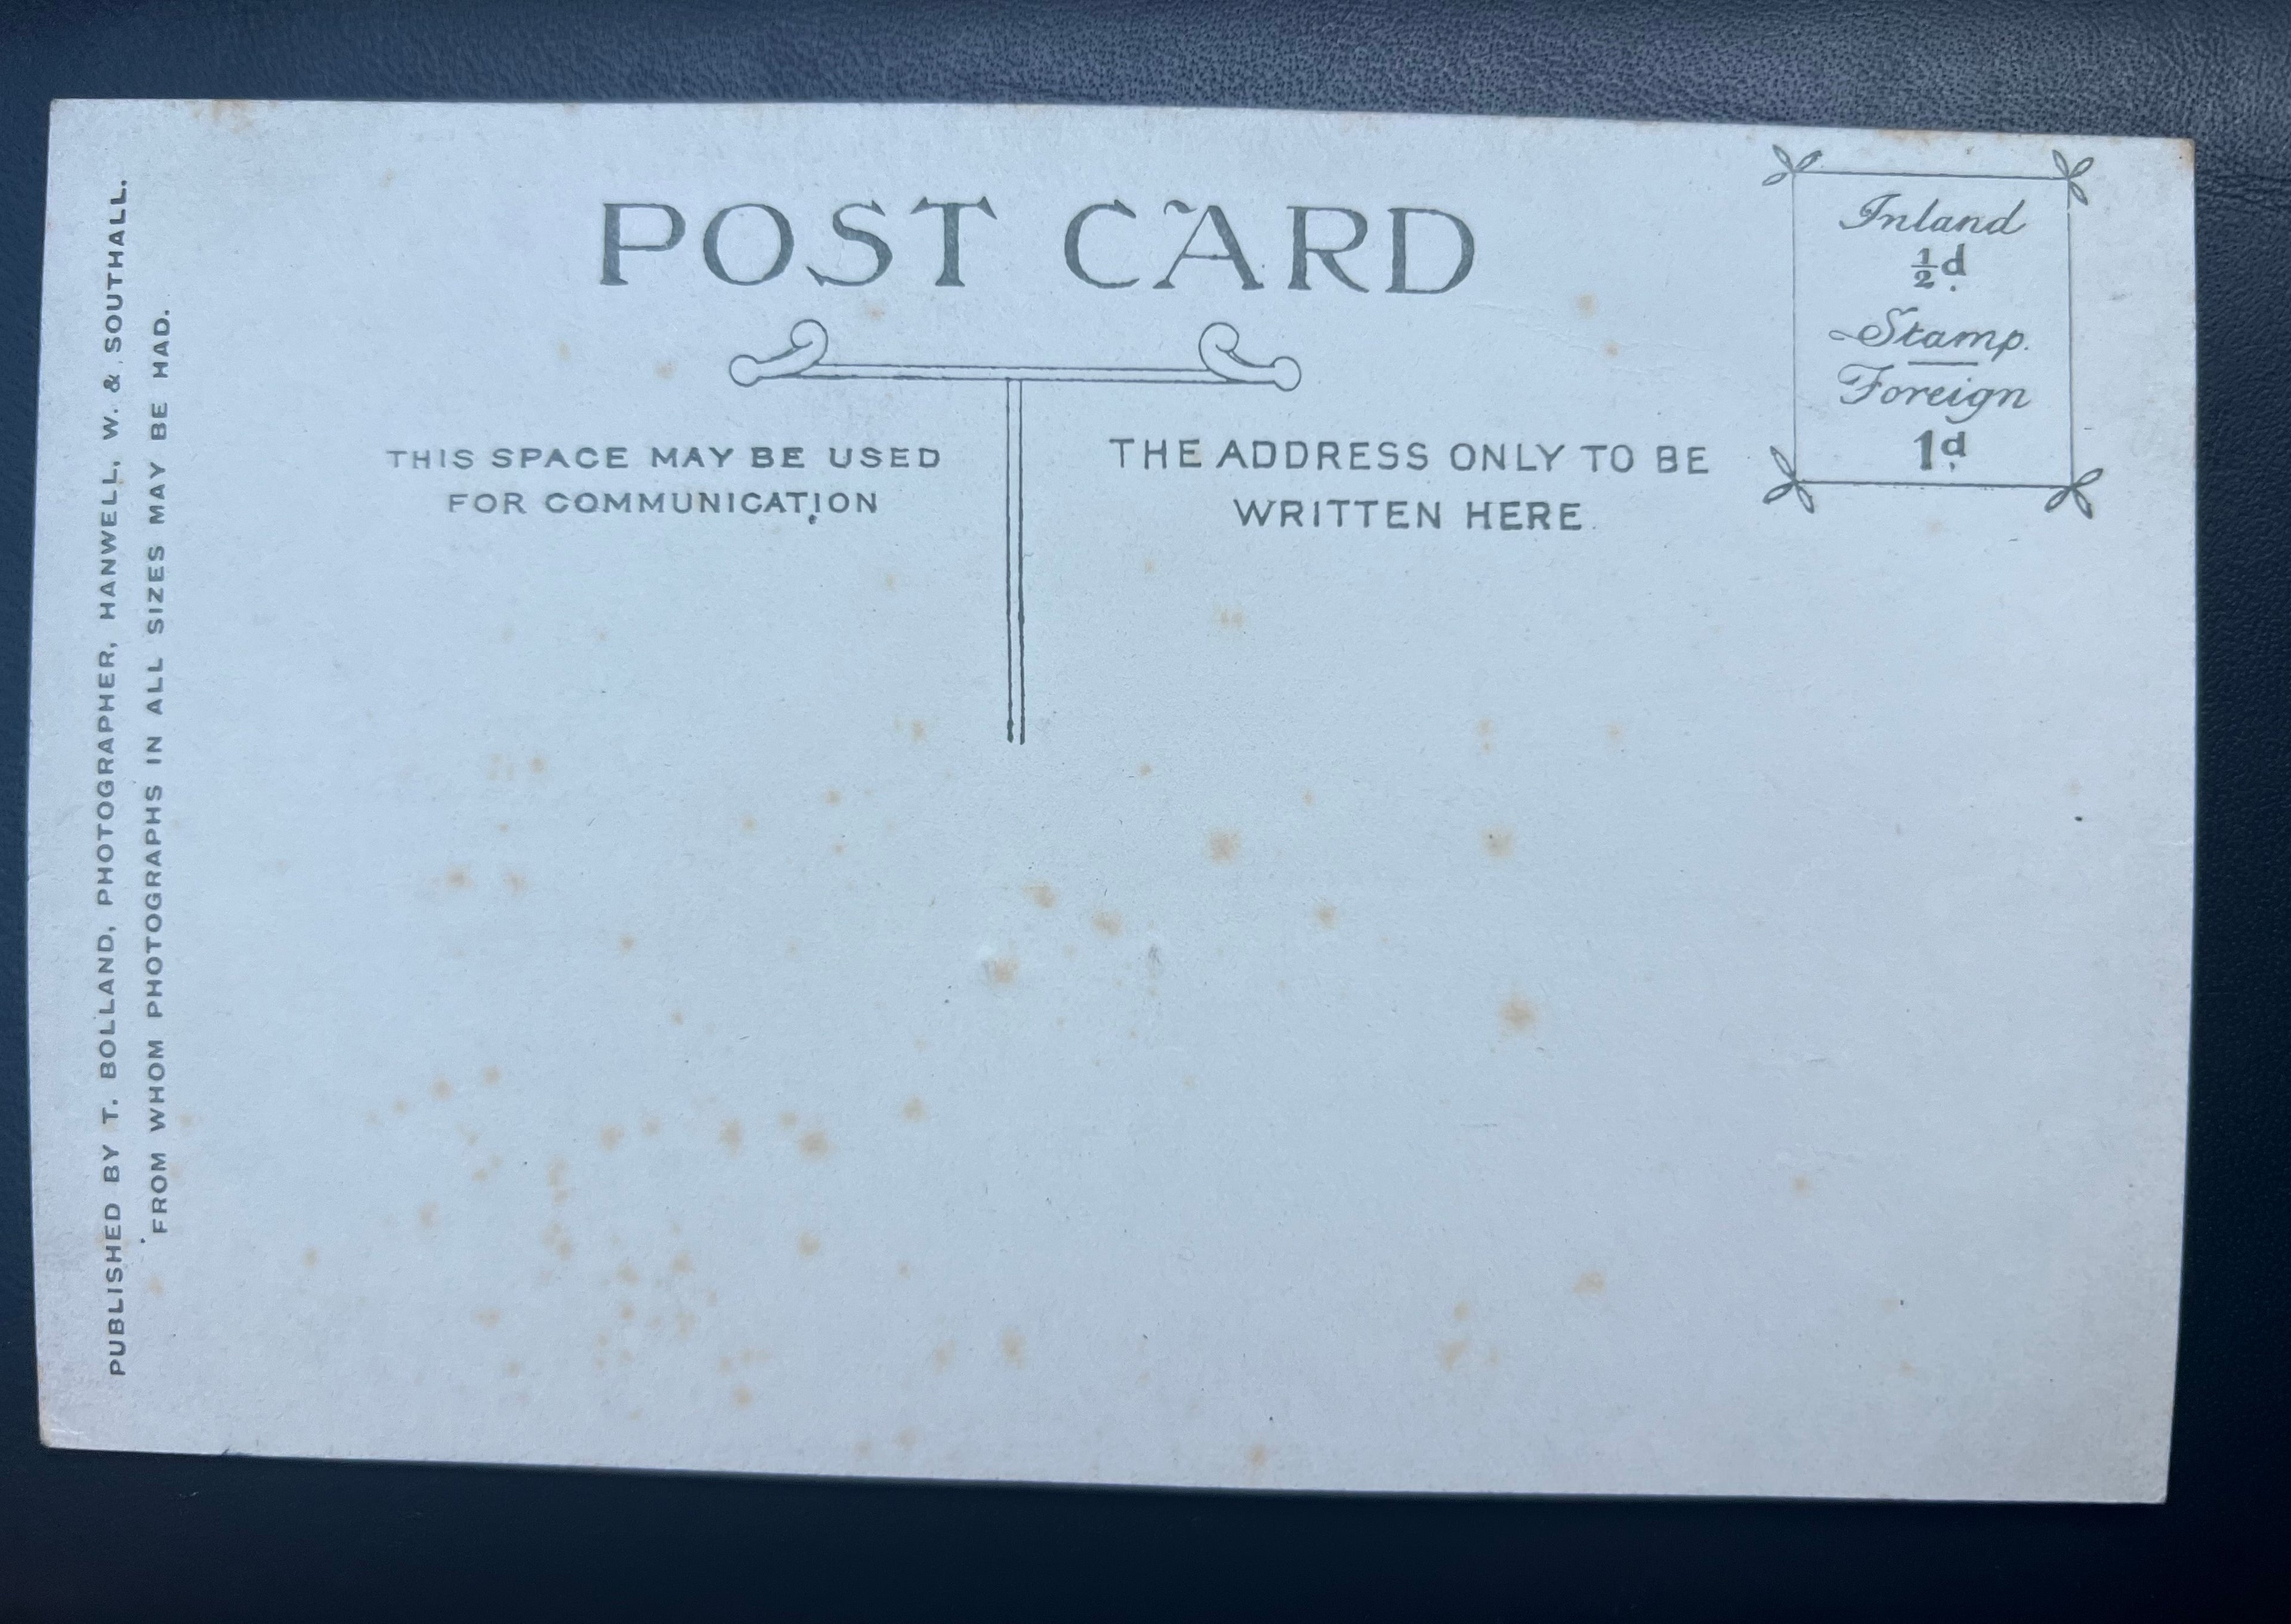 PUBLISHED BY T. BOLLAND, PHOTOGRAPHER, HANWELL, W. & SOUTHALL.
FROM WHOM PHOTOGRAPHS IN ALL SIZES MAY BE HAD.
POST CARD
THIS SPACE MAY BE USED
FOR COMMUNICATION
THE ADDRESS ONLY TO BE
WRITTEN HERE.
Inland
½d
Stamp.
Foreign
1d